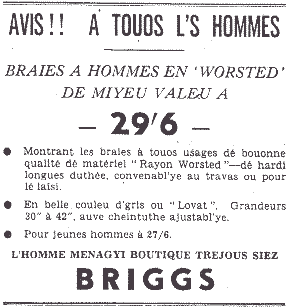 AVIS!! A TOUOS L'S HOMMES
BRAIES A HOMMES EN 'WORSTED'
DE MIYEU VALEU A
— 29'6 —
● Montrant les braies à touos usages dé bouonne
qualité dé matériel "Rayon Worsted"—dé hardi
longues duthée, convenabl'ye au travas ou pour
lé laîsi.
● En belle couleu d'gris ou "Lovat". Grandeurs
30" à 42", auve cheintuthe ajustabl'ye.
● Pour jeunes hommes à 27/6.
L'HOMME MENAGYI BOUTIQUE TREJOUS SIEZ
BRIGGS